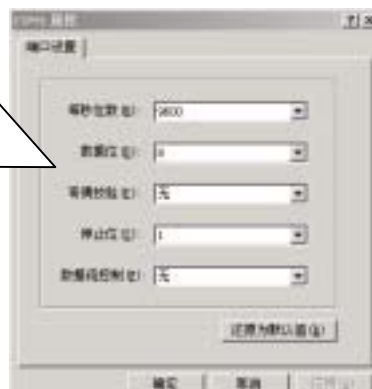 COM1 属性
端口设置
每秒位数(B): 9600
数据位(D): 8
奇偶校验(P): 无
停止位(S): 1
数据流控制(F): 无
还原为默认值(R)
确定 取消